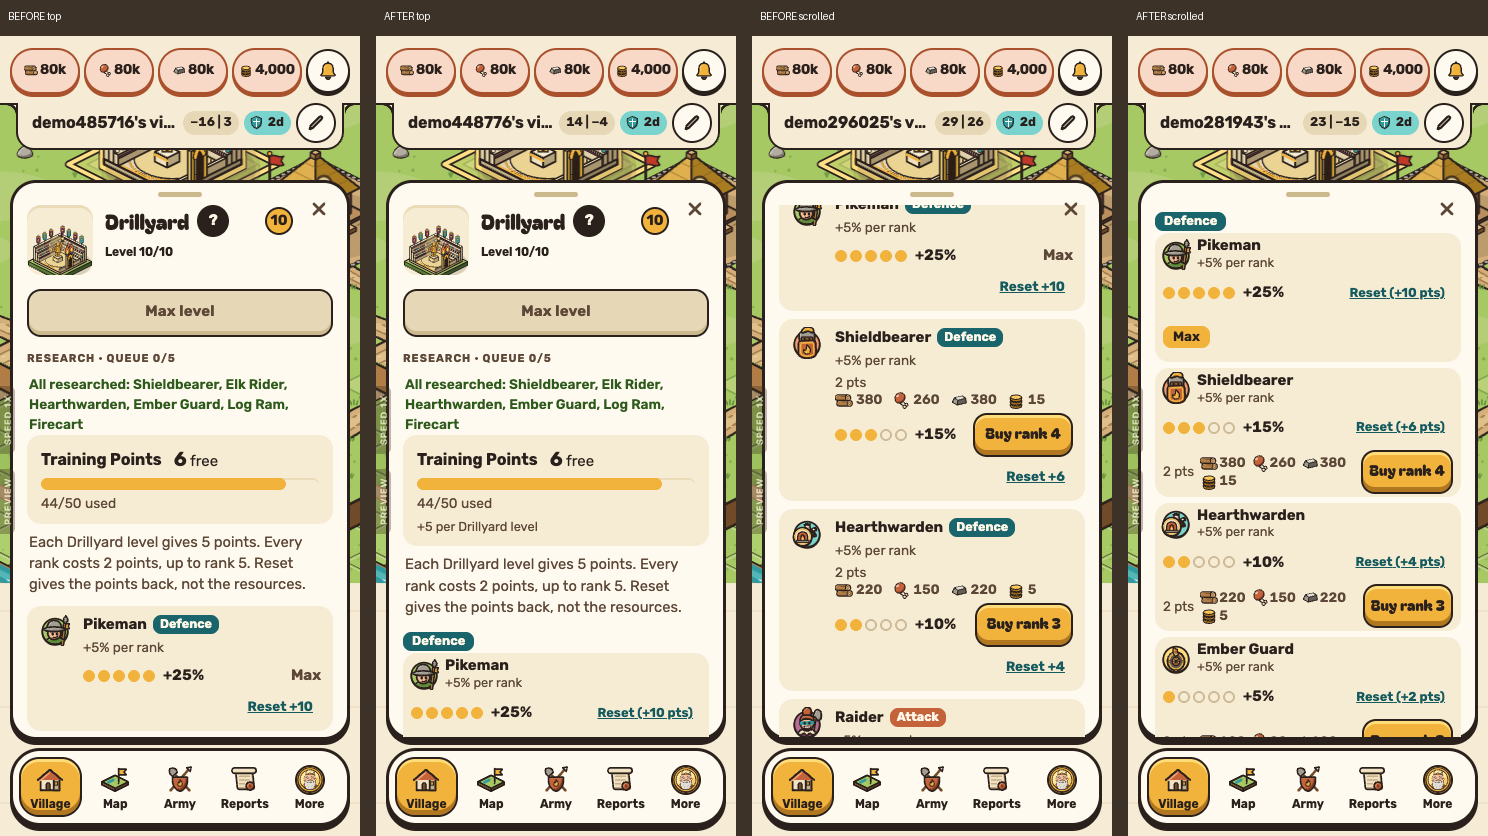 BEFORE top
80k
80k
80k
4,000
demo485716's vi...
−16 | 3
2d
Drillyard
?
10
Level 10/10
Max level
RESEARCH • QUEUE 0/5
All researched: Shieldbearer, Elk Rider,
Hearthwarden, Ember Guard, Log Ram,
Firecart
Training Points 6 free
44/50 used
Each Drillyard level gives 5 points. Every
rank costs 2 points, up to rank 5. Reset
gives the points back, not the resources.
Pikeman Defence
+5% per rank
+25% Max
Reset +10
SPEED 1X
PREVIEW
Village Map Army Reports More
AFTER top
80k
80k
80k
4,000
demo448776's vi...
14 | −4
2d
Drillyard
?
10
Level 10/10
Max level
RESEARCH • QUEUE 0/5
All researched: Shieldbearer, Elk Rider,
Hearthwarden, Ember Guard, Log Ram,
Firecart
Training Points 6 free
44/50 used
+5 per Drillyard level
Each Drillyard level gives 5 points. Every
rank costs 2 points, up to rank 5. Reset
gives the points back, not the resources.
Defence
Pikeman
+5% per rank
+25% Reset (+10 pts)
SPEED 1X
PREVIEW
Village Map Army Reports More
BEFORE scrolled
80k
80k
80k
4,000
demo296025's v...
29 | 26
2d
Pikeman Defence
+5% per rank
+25% Max
Reset +10
Shieldbearer Defence
+5% per rank
2 pts
380 260 380 15
+15% Buy rank 4
Reset +6
Hearthwarden Defence
+5% per rank
2 pts
220 150 220 5
+10% Buy rank 3
Reset +4
Raider Attack
SPEED 1X
PREVIEW
Village Map Army Reports More
AFTER scrolled
80k
80k
80k
4,000
demo281943's ...
23 | −15
2d
Defence
Pikeman
+5% per rank
+25% Reset (+10 pts)
Max
Shieldbearer
+5% per rank
+15% Reset (+6 pts)
2 pts 380 260 380
15
Buy rank 4
Hearthwarden
+5% per rank
+10% Reset (+4 pts)
2 pts 220 150 220
5
Buy rank 3
Ember Guard
+5% per rank
+5% Reset (+2 pts)
SPEED 1X
PREVIEW
Village Map Army Reports More